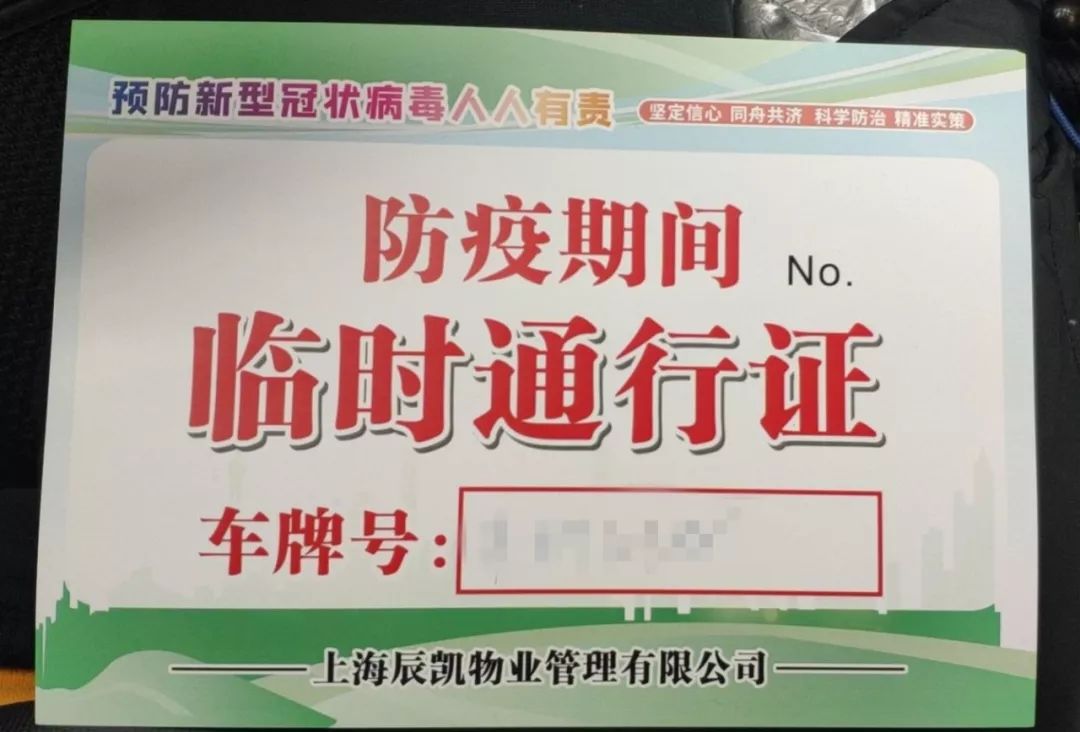 预防新型冠状病毒人人有责
坚定信心 同舟共济 科学防治 精准实策
防疫期间
No.
临时通行证
车牌号:
上海辰凯物业管理有限公司